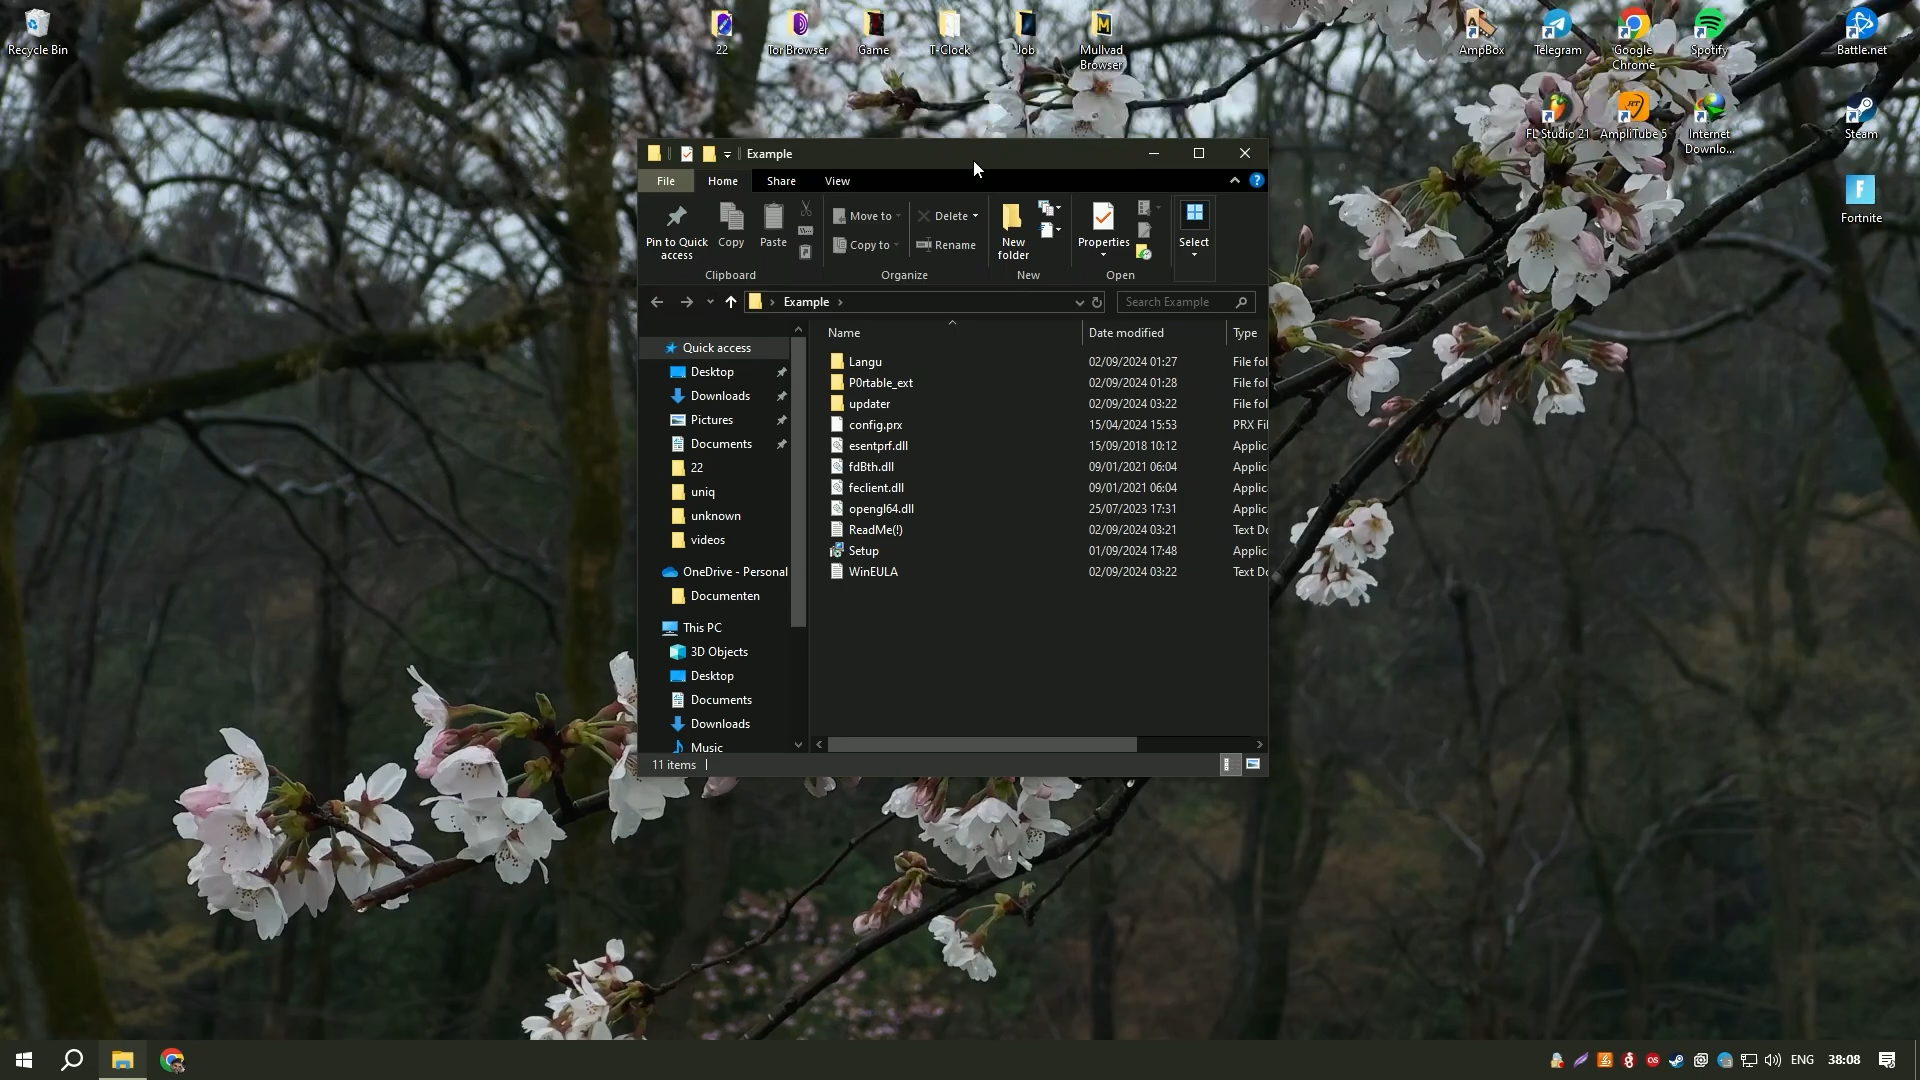 Recycle Bin
22
Tor Browser
Game
T-Clock
Job
Mullvad
Browser
AmpBox
Telegram
Google
Chrome
Spotify
Battle.net
FL Studio 21
AmpliTube 5
Internet
Downlo...
Steam
Fortnite
Example
File
Home
Share
View
Pin to Quick
access
Copy
Paste
Move to
Copy to
Delete
Rename
New
folder
Properties
Select
Clipboard
Organize
New
Open
Example
Search Example
Name
Date modified
Type
Quick access
Desktop
Downloads
Pictures
Documents
22
uniq
unknown
videos
OneDrive - Personal
Documenten
This PC
3D Objects
Desktop
Documents
Downloads
Music
Langu 02/09/2024 01:27 File fol
P0rtable_ext 02/09/2024 01:28 File fol
updater 02/09/2024 03:22 File fol
config.prx 15/04/2024 15:53 PRX Fil
esentprf.dll 15/09/2018 10:12 Applic
fdBth.dll 09/01/2021 06:04 Applic
feclient.dll 09/01/2021 06:04 Applic
opengl64.dll 25/07/2023 17:31 Applic
ReadMe(!) 02/09/2024 03:21 Text Do
Setup 01/09/2024 17:48 Applic
WinEULA 02/09/2024 03:22 Text Do
11 items
ENG
38:08